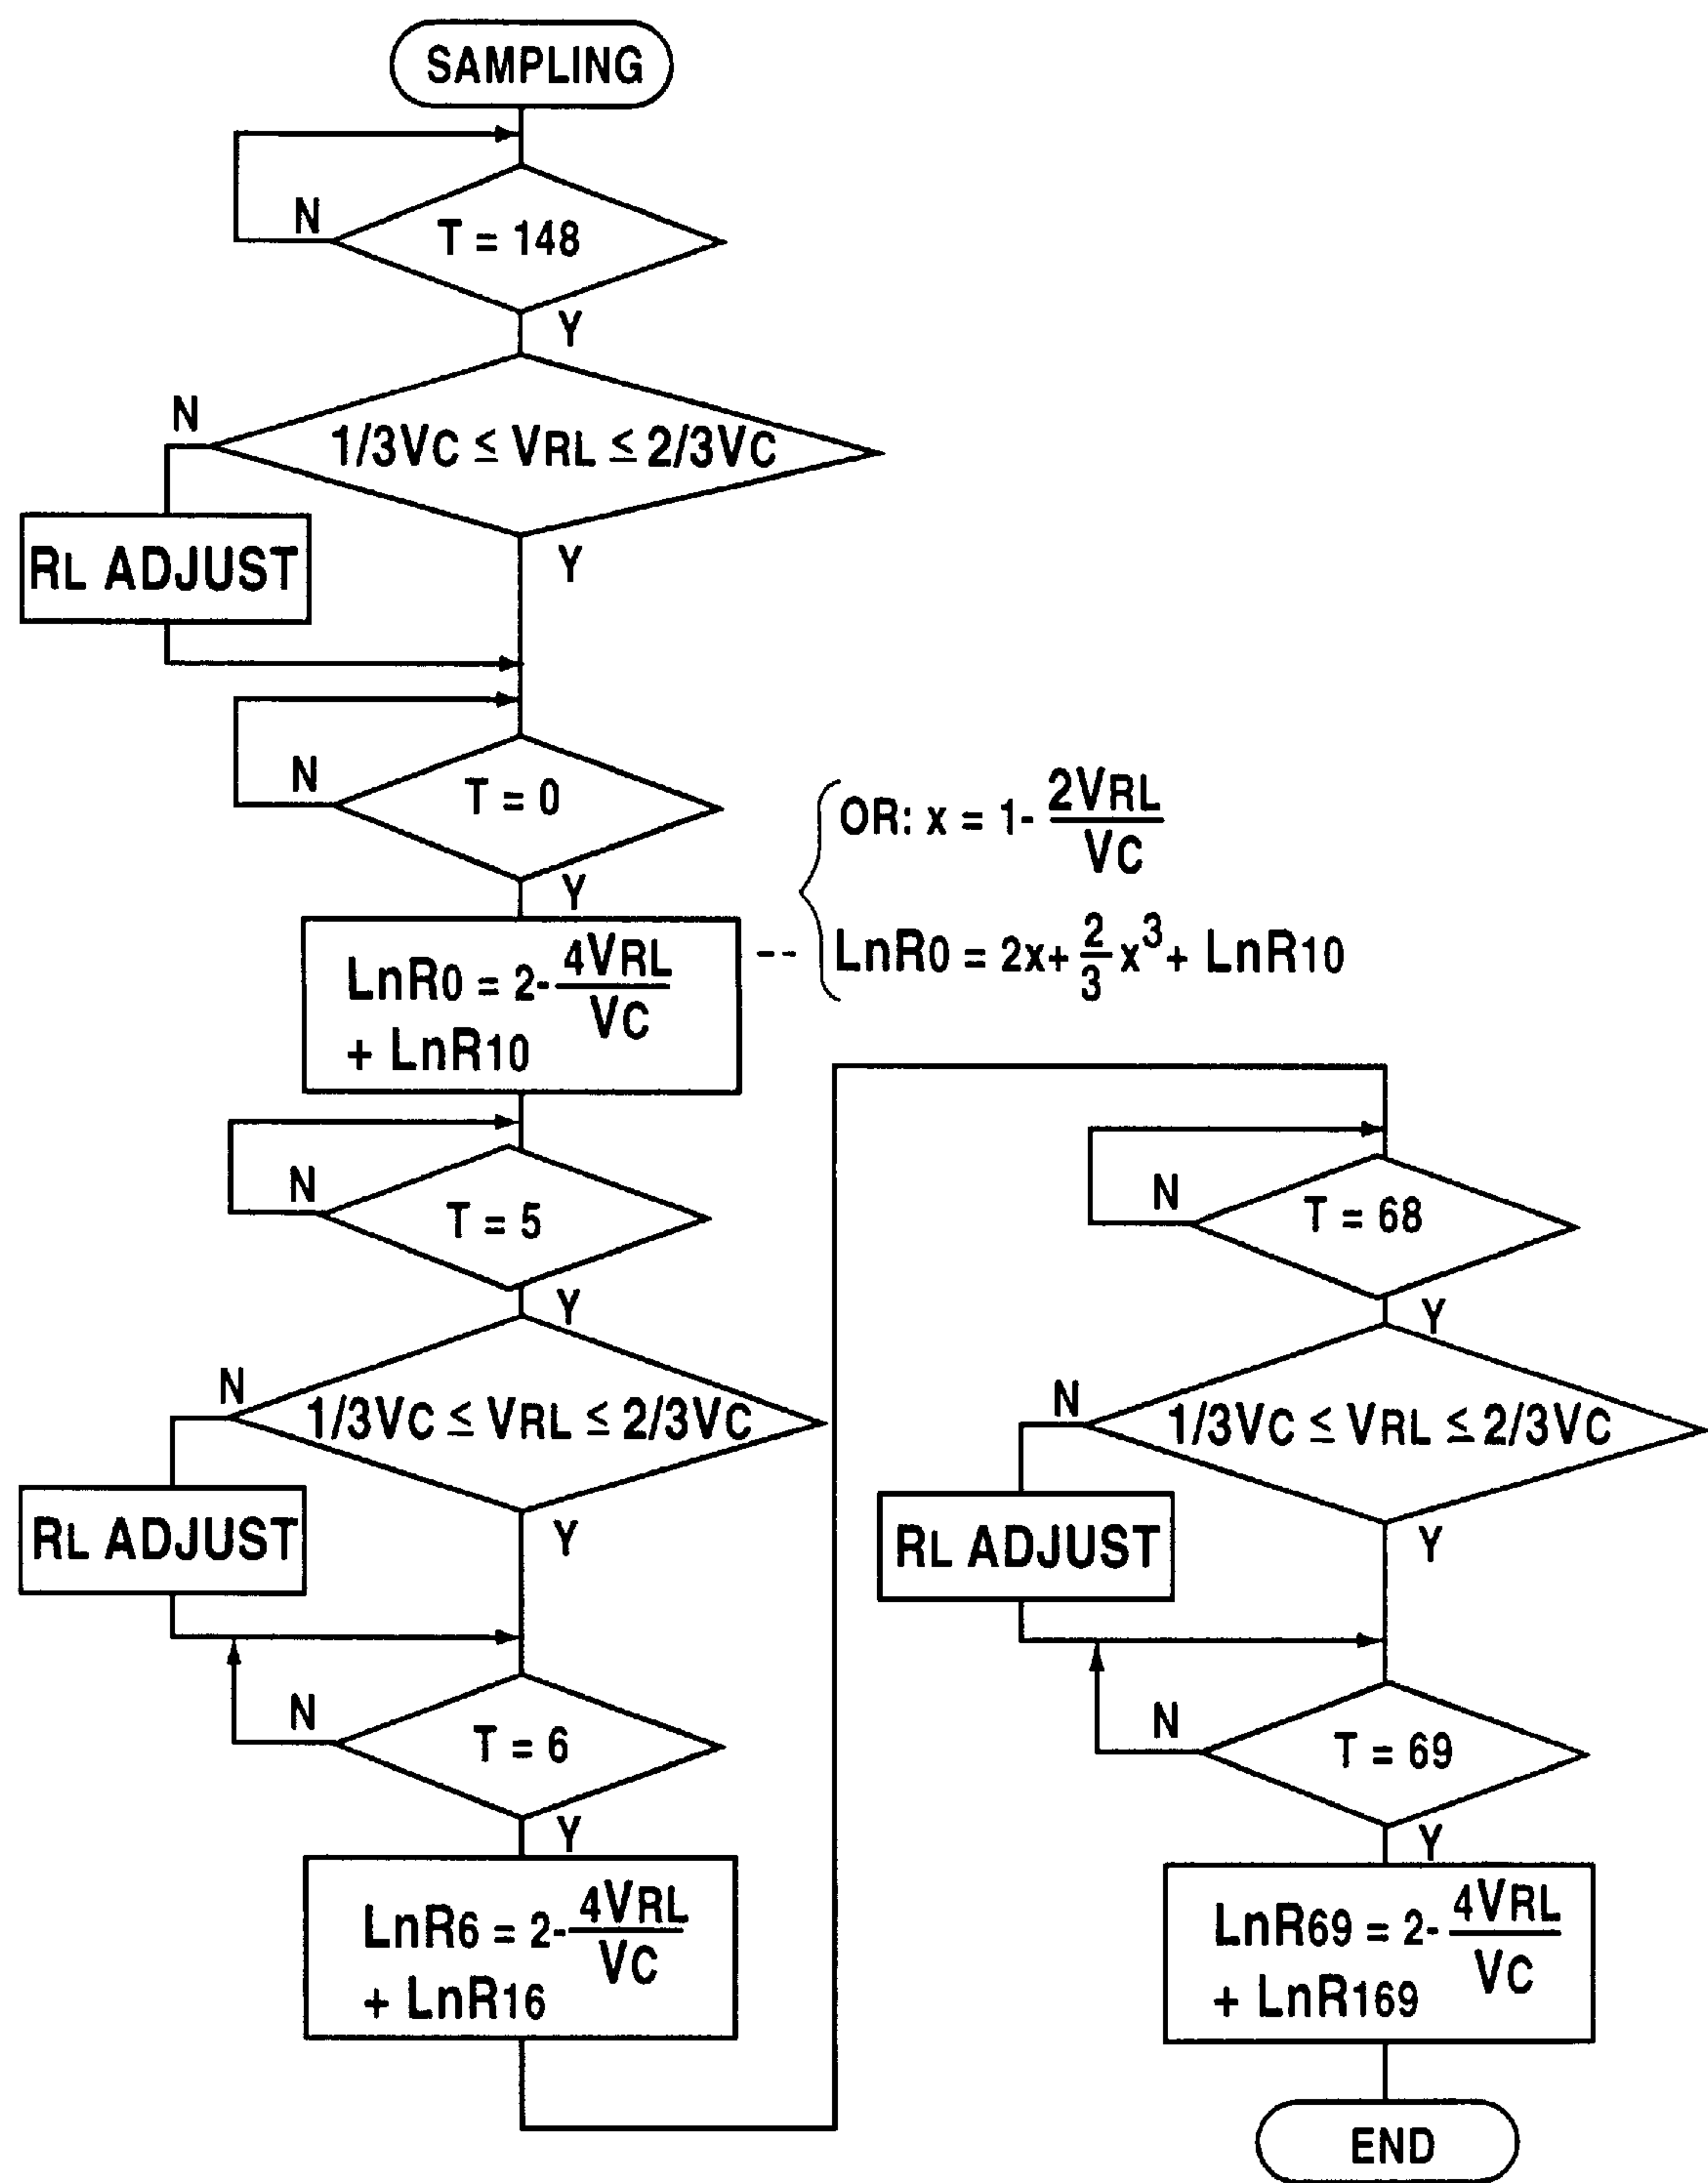 SAMPLING
N
T = 148
Y
N
1/3VC ≤ VRL ≤ 2/3VC
RL ADJUST
Y
N
T = 0
Y
OR: x = 1- 2VRL/VC
LnR0 = 2x+ 2/3 x³+ LnR10
LnR0 = 2- 4VRL/VC
+ LnR10
N
T = 5
Y
N
1/3VC ≤ VRL ≤ 2/3VC
RL ADJUST
Y
N
T = 6
Y
LnR6 = 2- 4VRL/VC
+ LnR16
N
T = 68
Y
N
1/3VC ≤ VRL ≤ 2/3VC
RL ADJUST
Y
N
T = 69
Y
LnR69 = 2- 4VRL/VC
+ LnR169
END